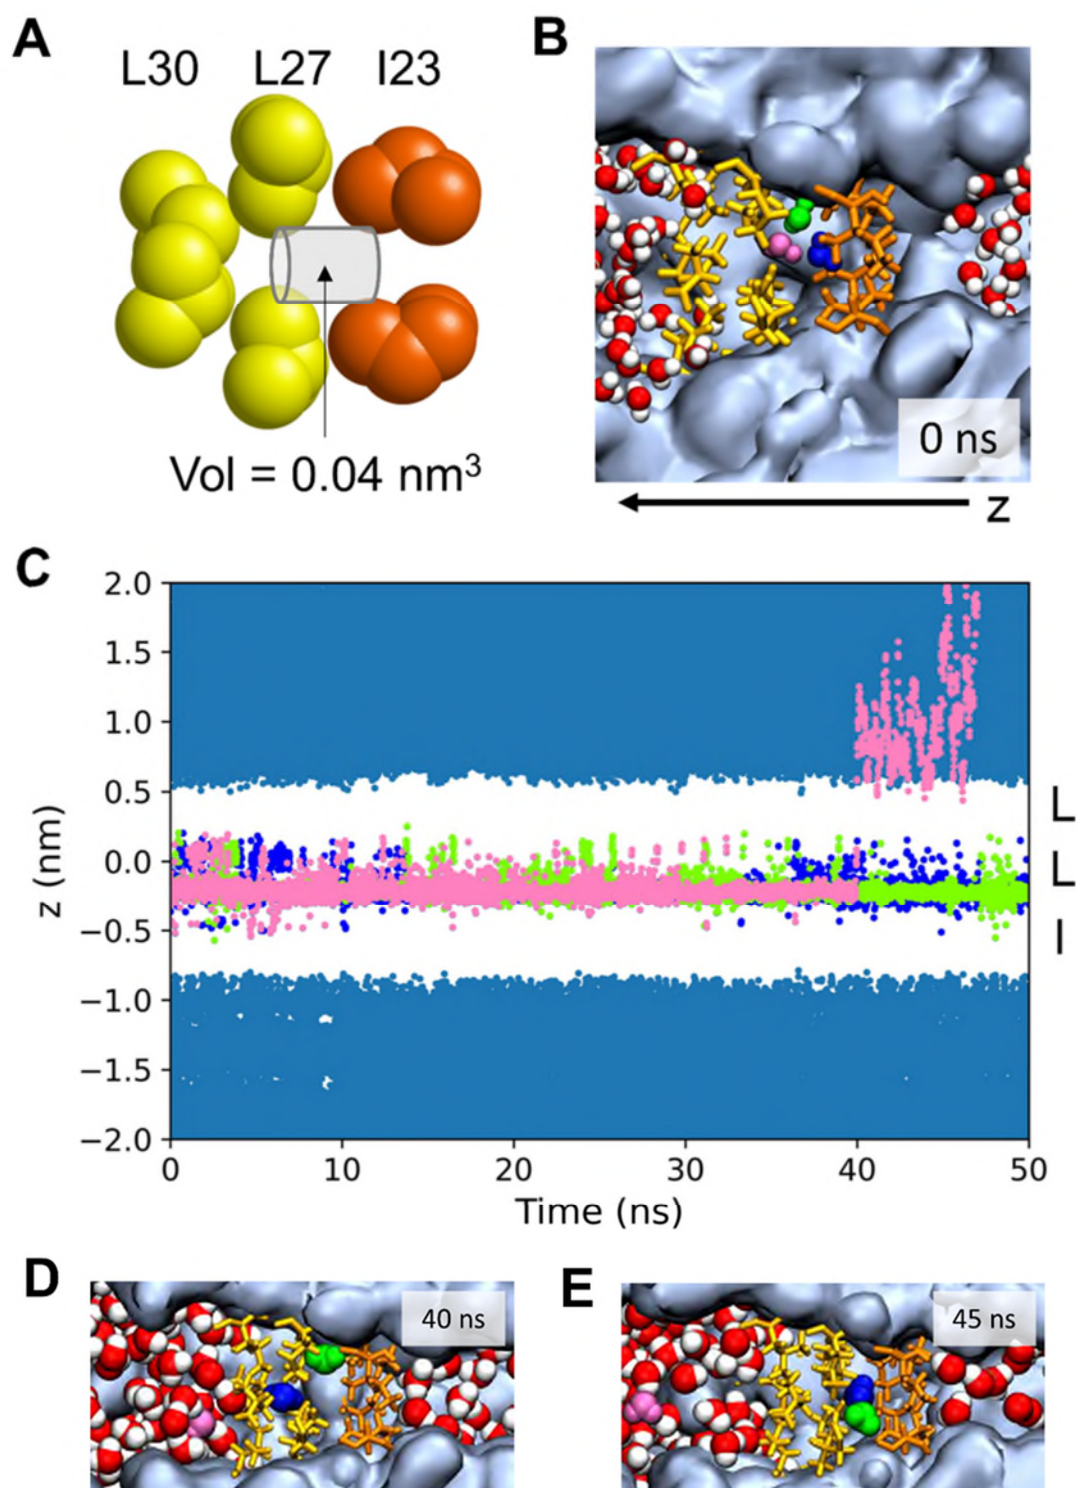 A
L30 L27 I23
Vol = 0.04 nm³
B
0 ns
z
C
2.0
1.5
1.0
0.5
0.0
−0.5
−1.0
−1.5
−2.0
z (nm)
L
L
I
0 10 20 30 40 50
Time (ns)
D
40 ns
E
45 ns